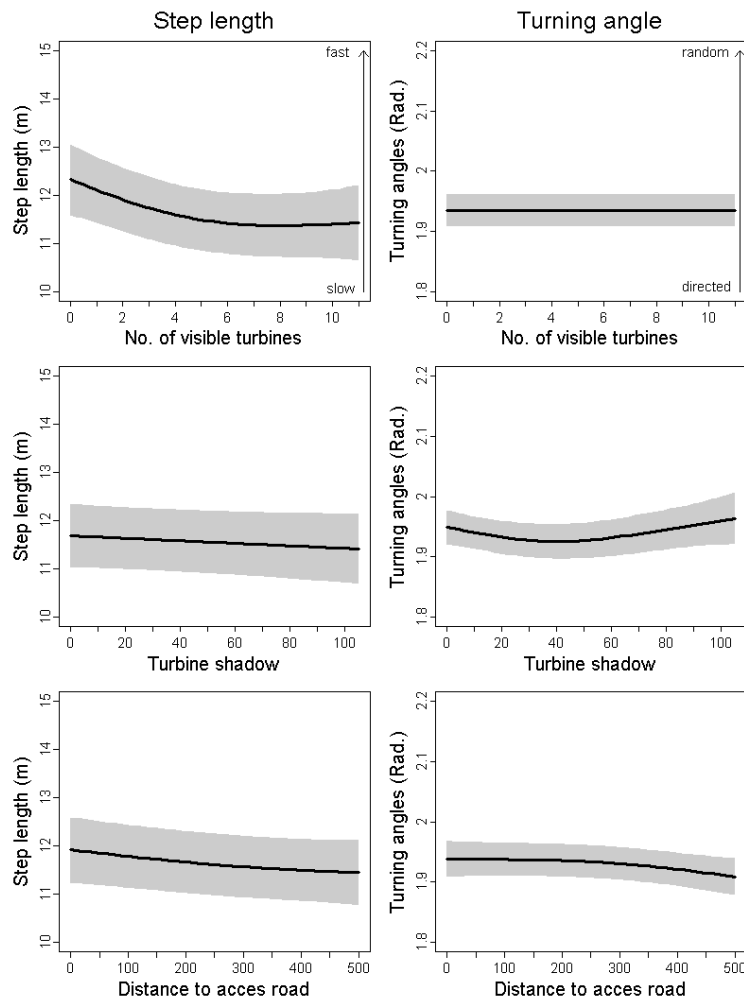 Step length
Turning angle
Step length (m)
15
14
13
12
11
10
fast
slow
0 2 4 6 8 10
No. of visible turbines
Turning angles (Rad.)
2.2
2.1
2
1.9
1.8
random
directed
0 2 4 6 8 10
No. of visible turbines
Step length (m)
15
14
13
12
11
10
0 20 40 60 80 100
Turbine shadow
Turning angles (Rad.)
2.2
2.1
2
1.9
1.8
0 20 40 60 80 100
Turbine shadow
Step length (m)
15
14
13
12
11
10
0 100 200 300 400 500
Distance to acces road
Turning angles (Rad.)
2.2
2.1
2
1.9
1.8
0 100 200 300 400 500
Distance to acces road